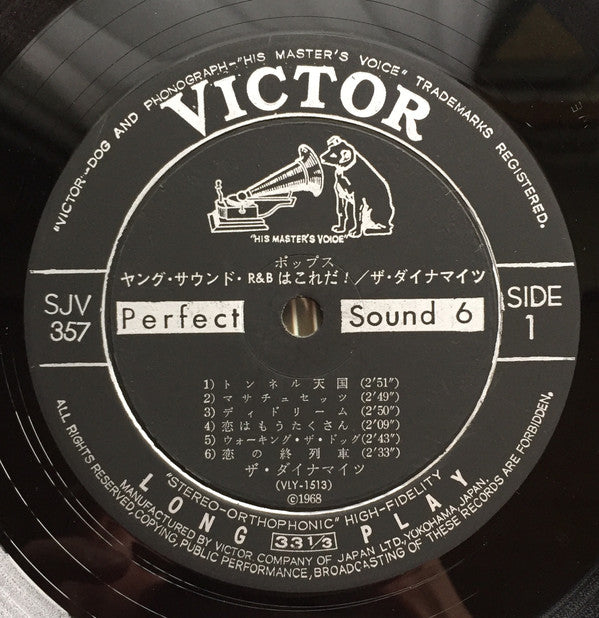 "VICTOR"-DOG AND PHONOGRAPH-"HIS MASTER'S VOICE" TRADEMARKS REGISTERED.
VICTOR
"HIS MASTER'S VOICE"
ポップス
ヤング・サウンド・R&Bはこれだ!/ザ・ダイナマイツ
SJV 357
Perfect Sound 6
SIDE 1
1) トンネル天国 (2′51″)
2) マサチュセッツ (2′49″)
3) ディドリーム (2′50″)
4) 恋はもうたくさん (2′09″)
5) ウォーキング・ザ・ドッグ (2′43″)
6) 恋の終列車 (2′33″)
ザ・ダイナマイツ
(VLY-1513)
©1968
"STEREO-ORTHOPHONIC" HIGH-FIDELITY
LONG 33 1/3 PLAY
MANUFACTURED BY VICTOR COMPANY OF JAPAN LTD., YOKOHAMA, JAPAN.
ALL RIGHTS RESERVED, COPYING, PUBLIC PERFORMANCE, BROADCASTING OF THESE RECORDS ARE FORBIDDEN.